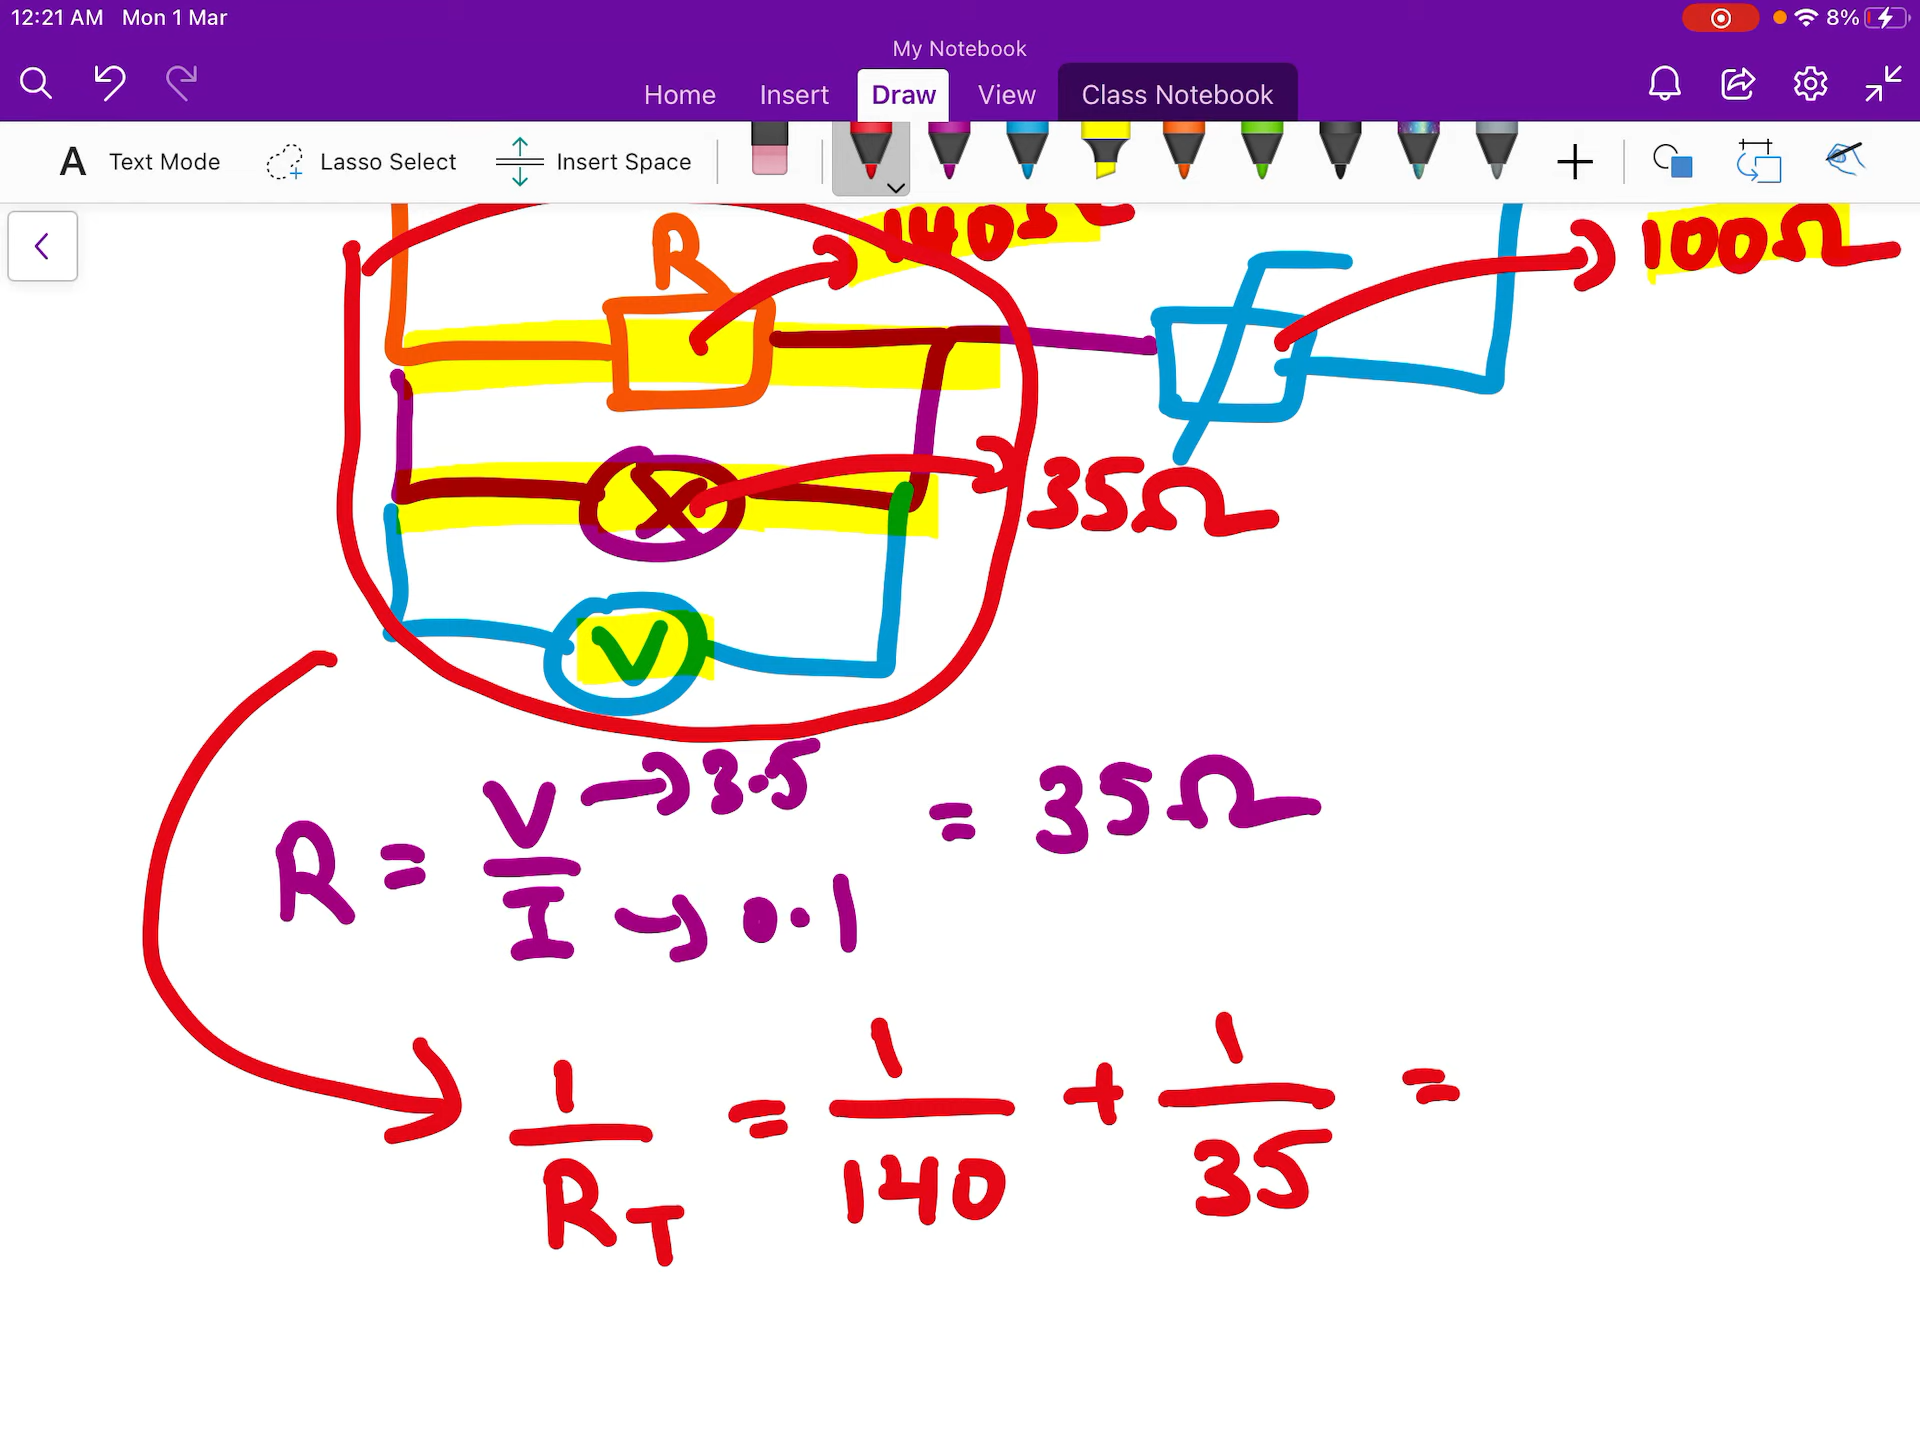 12:21 AM Mon 1 Mar
8%
My Notebook
Home Insert Draw View Class Notebook
A Text Mode Lasso Select Insert Space
R
140Ω
100Ω
X
35Ω
V
R = V/I → 3.5 = 35Ω
→ 0.1
1/R_T = 1/140 + 1/35 =